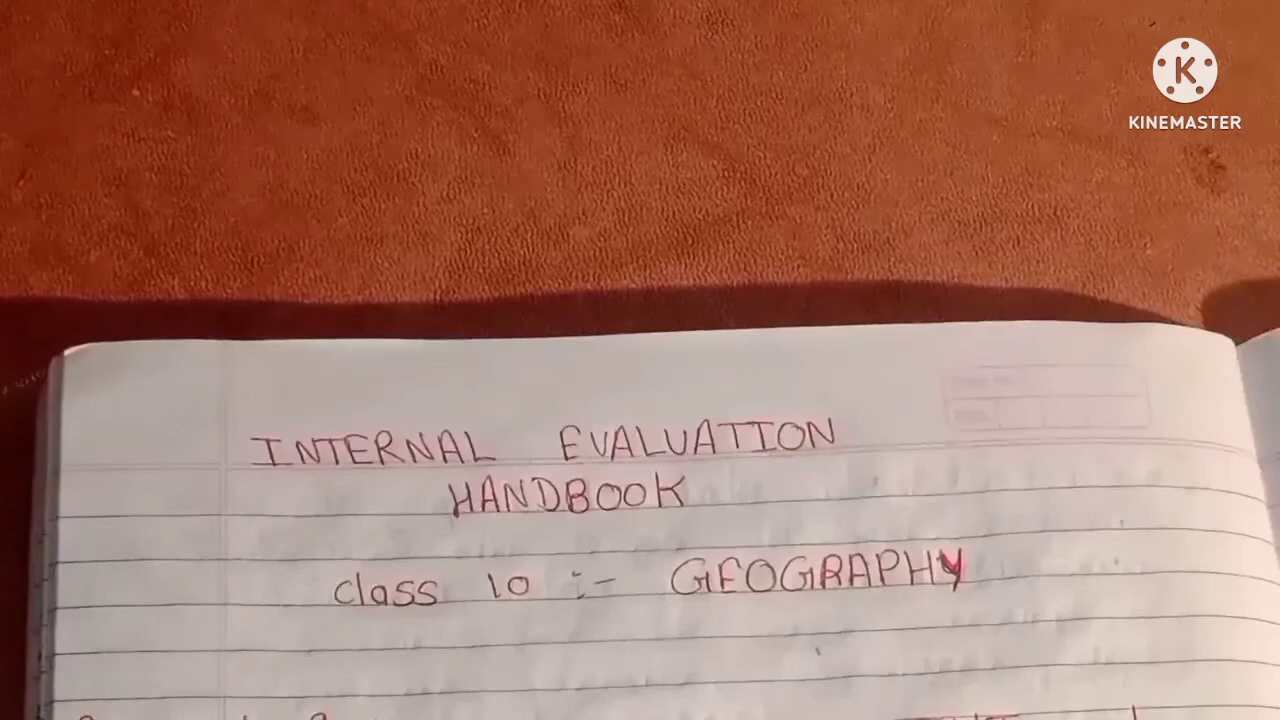 KINEMASTER
INTERNAL EVALUATION
HANDBOOK
class 10 :- GEOGRAPHY